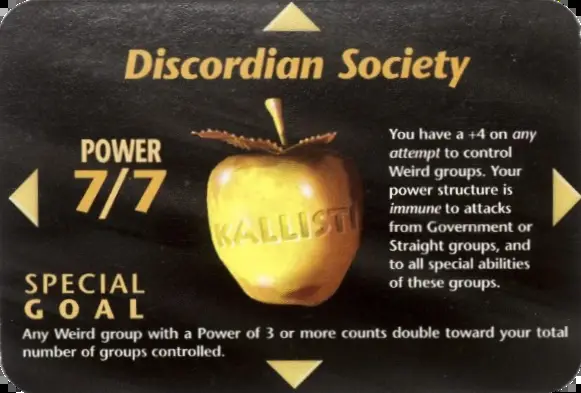 Discordian Society
POWER
7/7
You have a +4 on any
attempt to control
Weird groups. Your
power structure is
immune to attacks
from Government or
Straight groups, and
to all special abilities
of these groups.
KALLISTI
SPECIAL
GOAL
Any Weird group with a Power of 3 or more counts double toward your total
number of groups controlled.